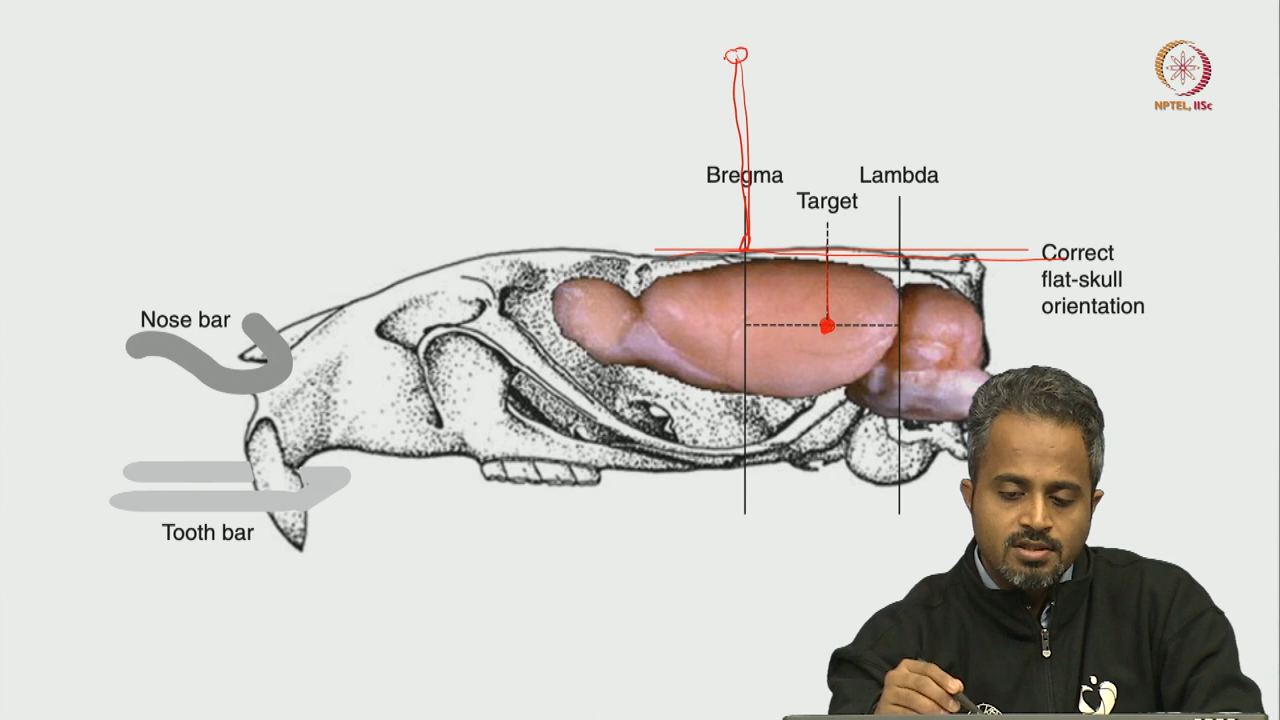 NPTEL, IISc
Bregma
Lambda
Target
Correct
flat-skull
orientation
Nose bar
Tooth bar